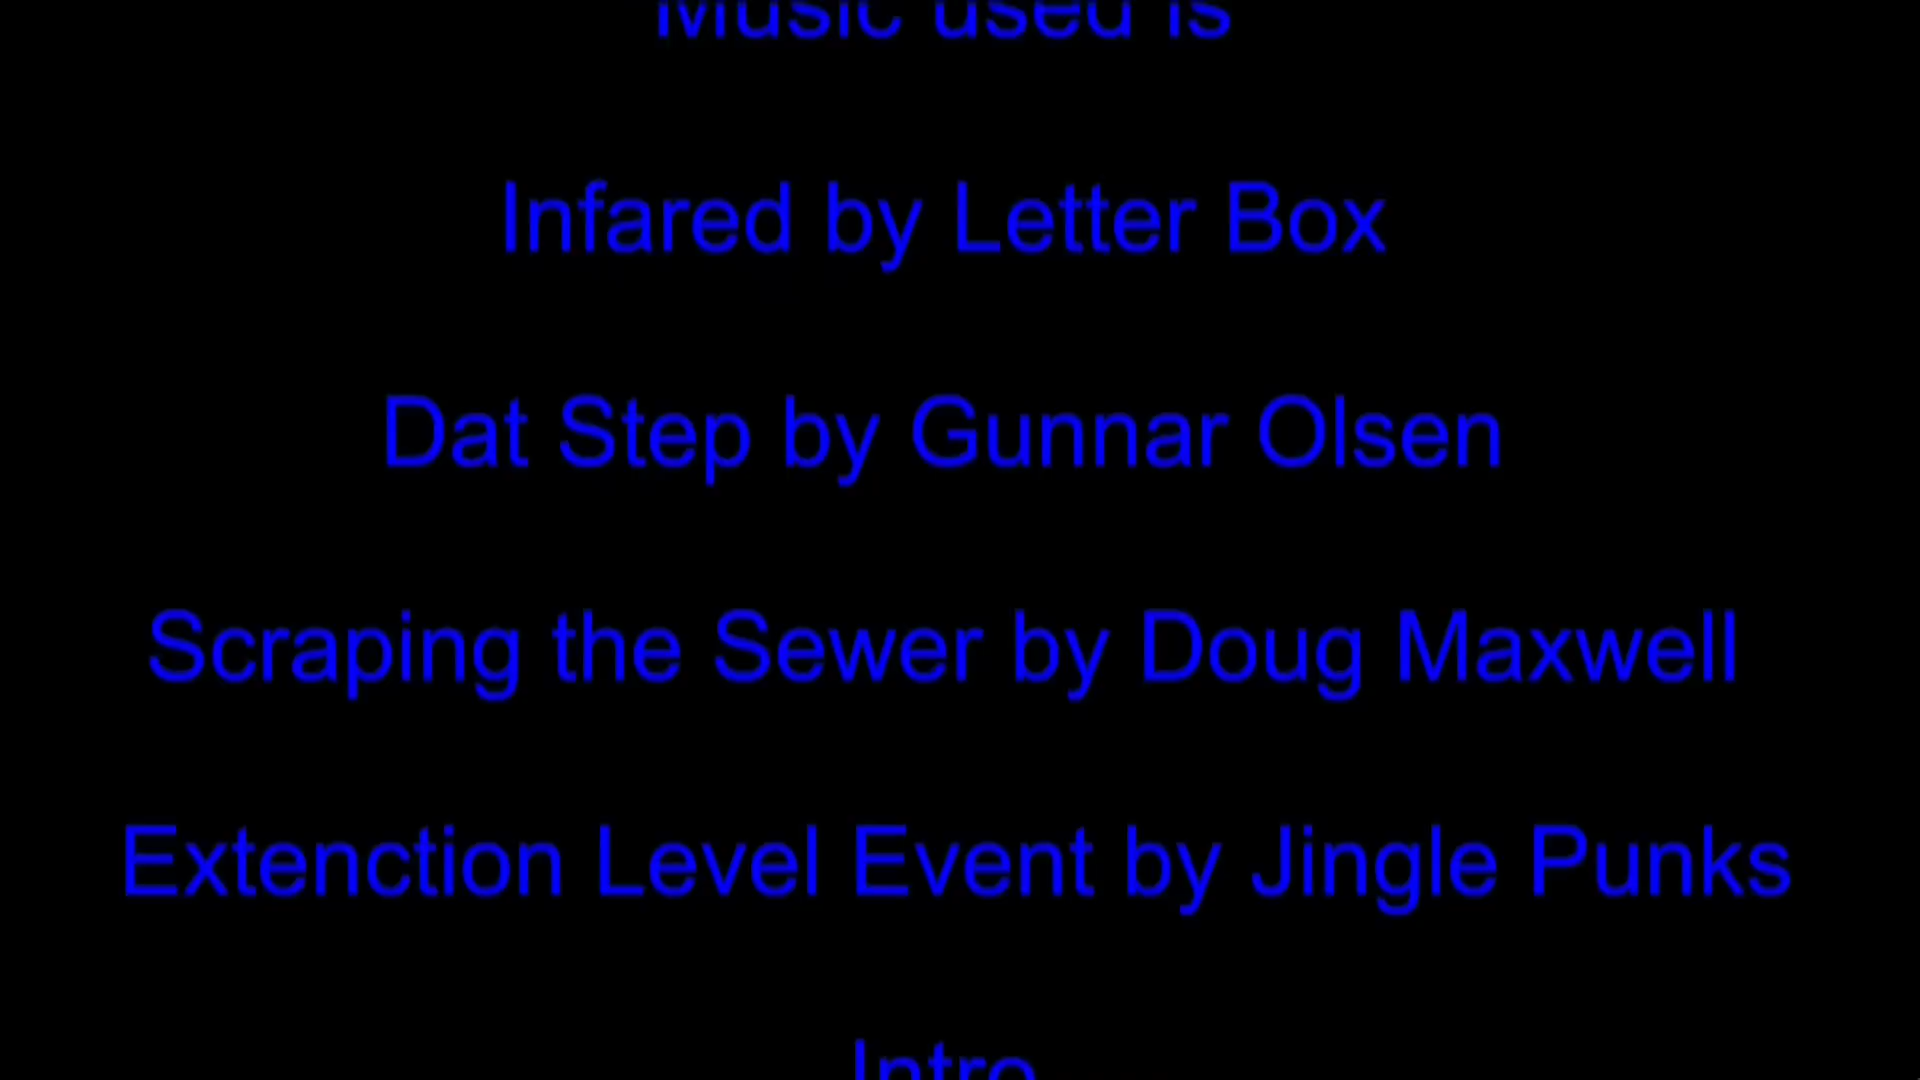 Music used is
Infared by Letter Box
Dat Step by Gunnar Olsen
Scraping the Sewer by Doug Maxwell
Extenction Level Event by Jingle Punks
Intro